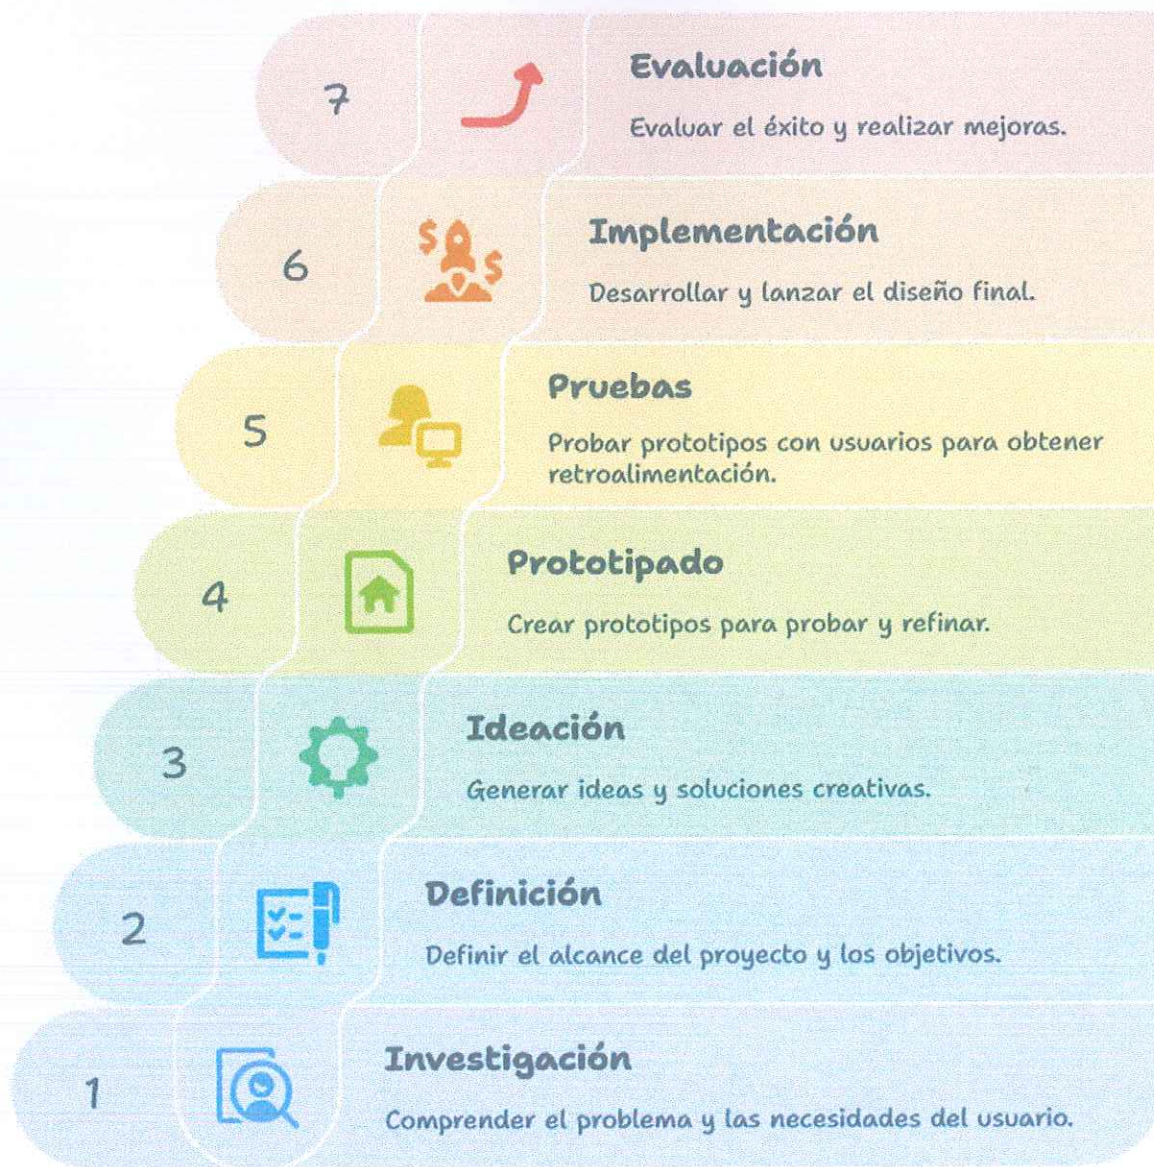 7
Evaluación
Evaluar el éxito y realizar mejoras.
6
Implementación
Desarrollar y lanzar el diseño final.
5
Pruebas
Probar prototipos con usuarios para obtener
retroalimentación.
4
Prototipado
Crear prototipos para probar y refinar.
3
Ideación
Generar ideas y soluciones creativas.
2
Definición
Definir el alcance del proyecto y los objetivos.
1
Investigación
Comprender el problema y las necesidades del usuario.